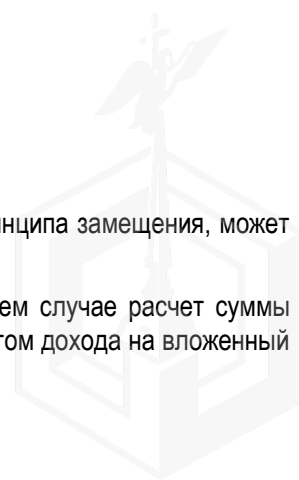 нципа замещения, может
ем случае расчет суммы
том дохода на вложенный